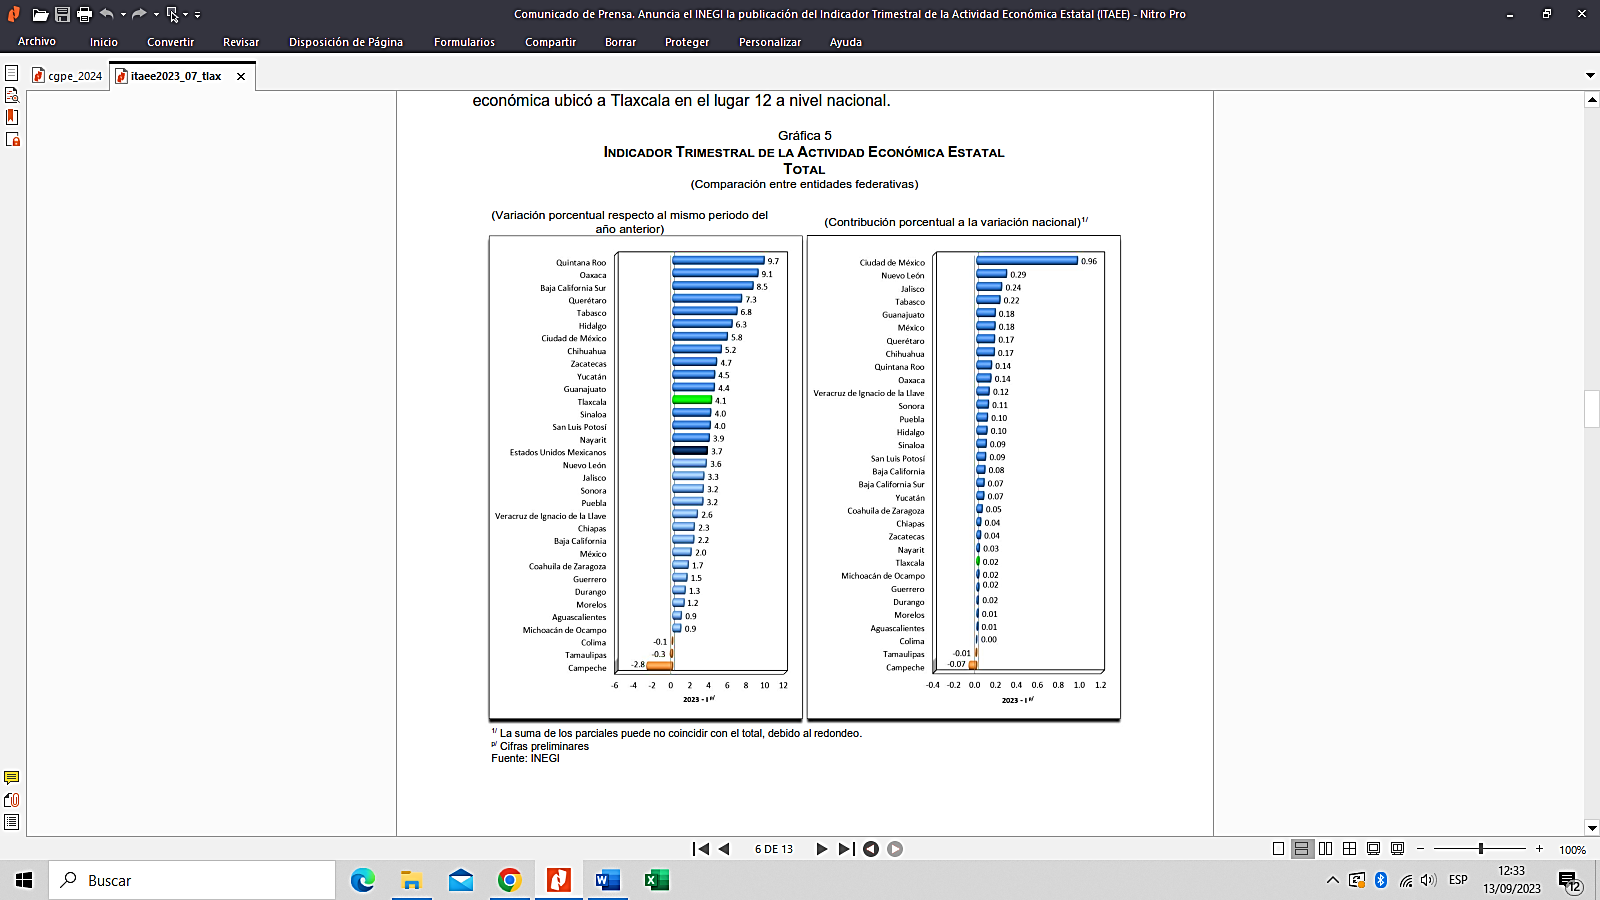 Comunicado de Prensa. Anuncia el INEGI la publicación del Indicador Trimestral de la Actividad Económica Estatal (ITAEE) - Nitro Pro
Archivo Inicio Convertir Revisar Disposición de Página Formularios Compartir Borrar Proteger Personalizar Ayuda
cgpe_2024 itaee2023_07_tlax
económica ubicó a Tlaxcala en el lugar 12 a nivel nacional.
Gráfica 5
INDICADOR TRIMESTRAL DE LA ACTIVIDAD ECONÓMICA ESTATAL
TOTAL
(Comparación entre entidades federativas)
(Variación porcentual respecto al mismo periodo del
año anterior)
Quintana Roo 9.7
Oaxaca 9.1
Baja California Sur 8.5
Querétaro 7.3
Tabasco 6.8
Hidalgo 6.3
Ciudad de México 5.8
Chihuahua 5.2
Zacatecas 4.7
Yucatán 4.5
Guanajuato 4.4
Tlaxcala 4.1
Sinaloa 4.0
San Luis Potosí 4.0
Nayarit 3.9
Estados Unidos Mexicanos 3.7
Nuevo León 3.6
Jalisco 3.3
Sonora 3.2
Puebla 3.2
Veracruz de Ignacio de la Llave 2.6
Chiapas 2.3
Baja California 2.2
México 2.0
Coahuila de Zaragoza 1.7
Guerrero 1.5
Durango 1.3
Morelos 1.2
Aguascalientes 0.9
Michoacán de Ocampo 0.9
Colima -0.1
Tamaulipas -0.3
Campeche -2.8
-6 -4 -2 0 2 4 6 8 10 12
2023 - I p/
(Contribución porcentual a la variación nacional)1/
Ciudad de México 0.96
Nuevo León 0.29
Jalisco 0.24
Tabasco 0.22
Guanajuato 0.18
México 0.18
Querétaro 0.17
Chihuahua 0.17
Quintana Roo 0.14
Oaxaca 0.14
Veracruz de Ignacio de la Llave 0.12
Sonora 0.11
Puebla 0.10
Hidalgo 0.10
Sinaloa 0.09
San Luis Potosí 0.09
Baja California 0.08
Baja California Sur 0.07
Yucatán 0.07
Coahuila de Zaragoza 0.05
Chiapas 0.04
Zacatecas 0.04
Nayarit 0.03
Tlaxcala 0.02
Michoacán de Ocampo 0.02
Guerrero 0.02
Durango 0.02
Morelos 0.01
Aguascalientes 0.01
Colima 0.00
Tamaulipas -0.01
Campeche -0.07
-0.4 -0.2 0.0 0.2 0.4 0.6 0.8 1.0 1.2
2023 - I p/
1/ La suma de los parciales puede no coincidir con el total, debido al redondeo.
p/ Cifras preliminares
Fuente: INEGI
6 DE 13
100%
Buscar
ESP
12:33
13/09/2023
12